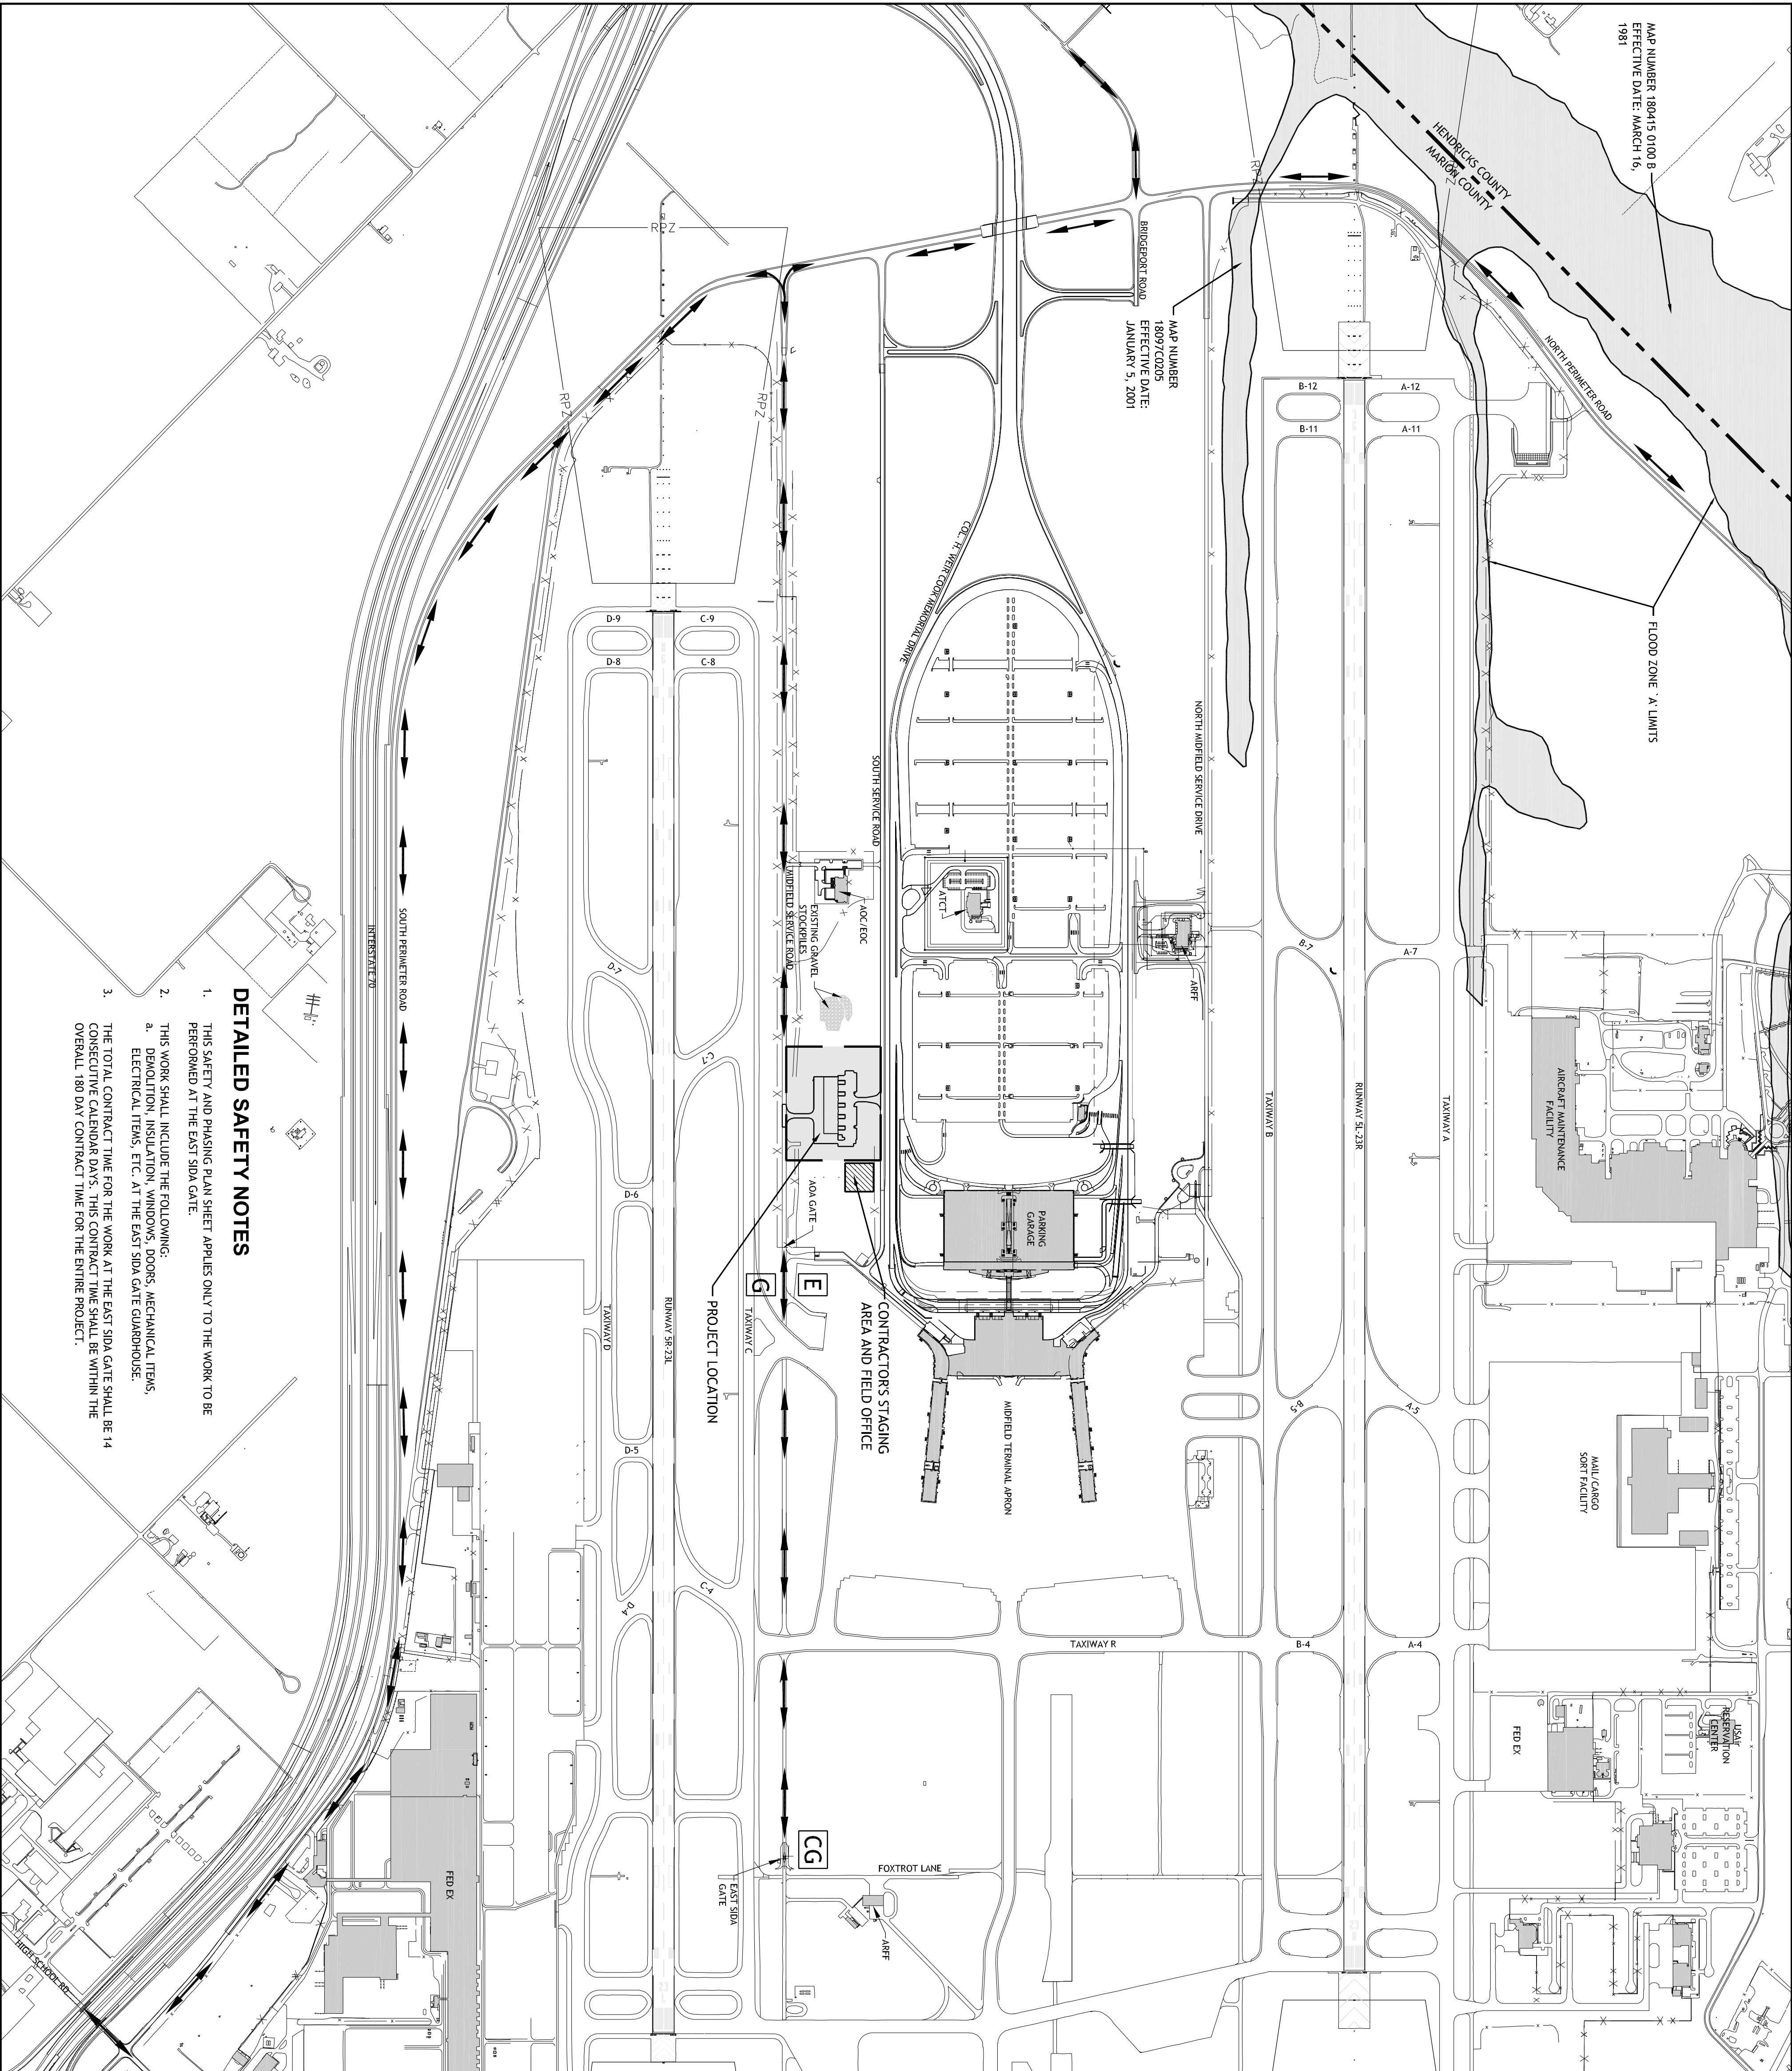 MAP NUMBER 180415 0100 B
EFFECTIVE DATE: MARCH 16,
1981
HENDRICKS COUNTY
MARION COUNTY
RPZ
RPZ
NORTH PERIMETER ROAD
FLOOD ZONE `A` LIMITS
BRIDGEPORT ROAD
MAP NUMBER
18097C0205
EFFECTIVE DATE:
JANUARY 5, 2001
RPZ
RPZ
RPZ
COL. H. WEIR COOK MEMORIAL DRIVE
B-12
A-12
B-11
A-11
D-9
C-9
D-8
C-8
NORTH MIDFIELD SERVICE DRIVE
SOUTH SERVICE ROAD
MIDFIELD SERVICE ROAD
EXISTING GRAVEL
STOCKPILES
AOC/EOC
ATCT
ARFF
B-7
A-7
D-7
C-7
TAXIWAY B
RUNWAY 5L-23R
TAXIWAY A
AIRCRAFT MAINTENANCE
FACILITY
INTERSTATE 70
SOUTH PERIMETER ROAD
D-6
AOA GATE
PARKING
GARAGE
G
E
TAXIWAY D
RUNWAY 5R-23L
TAXIWAY C
PROJECT LOCATION
CONTRACTOR'S STAGING
AREA AND FIELD OFFICE
MIDFIELD TERMINAL APRON
B-5
A-5
D-5
MAIL/CARGO
SORT FACILITY
C-4
D-4
TAXIWAY R
B-4
A-4
FED EX
USAir
RESERVATION
CENTER
CG
FOXTROT LANE
EAST SIDA
GATE
ARFF
FED EX
HIGH SCHOOL RD
23
23
DETAILED SAFETY NOTES
1. THIS SAFETY AND PHASING PLAN SHEET APPLIES ONLY TO THE WORK TO BE
PERFORMED AT THE EAST SIDA GATE.
2. THIS WORK SHALL INCLUDE THE FOLLOWING:
a. DEMOLITION, INSULATION, WINDOWS, DOORS, MECHANICAL ITEMS,
ELECTRICAL ITEMS, ETC. AT THE EAST SIDA GATE GUARDHOUSE.
3. THE TOTAL CONTRACT TIME FOR THE WORK AT THE EAST SIDA GATE SHALL BE 14
CONSECUTIVE CALENDAR DAYS. THIS CONTRACT TIME SHALL BE WITHIN THE
OVERALL 180 DAY CONTRACT TIME FOR THE ENTIRE PROJECT.